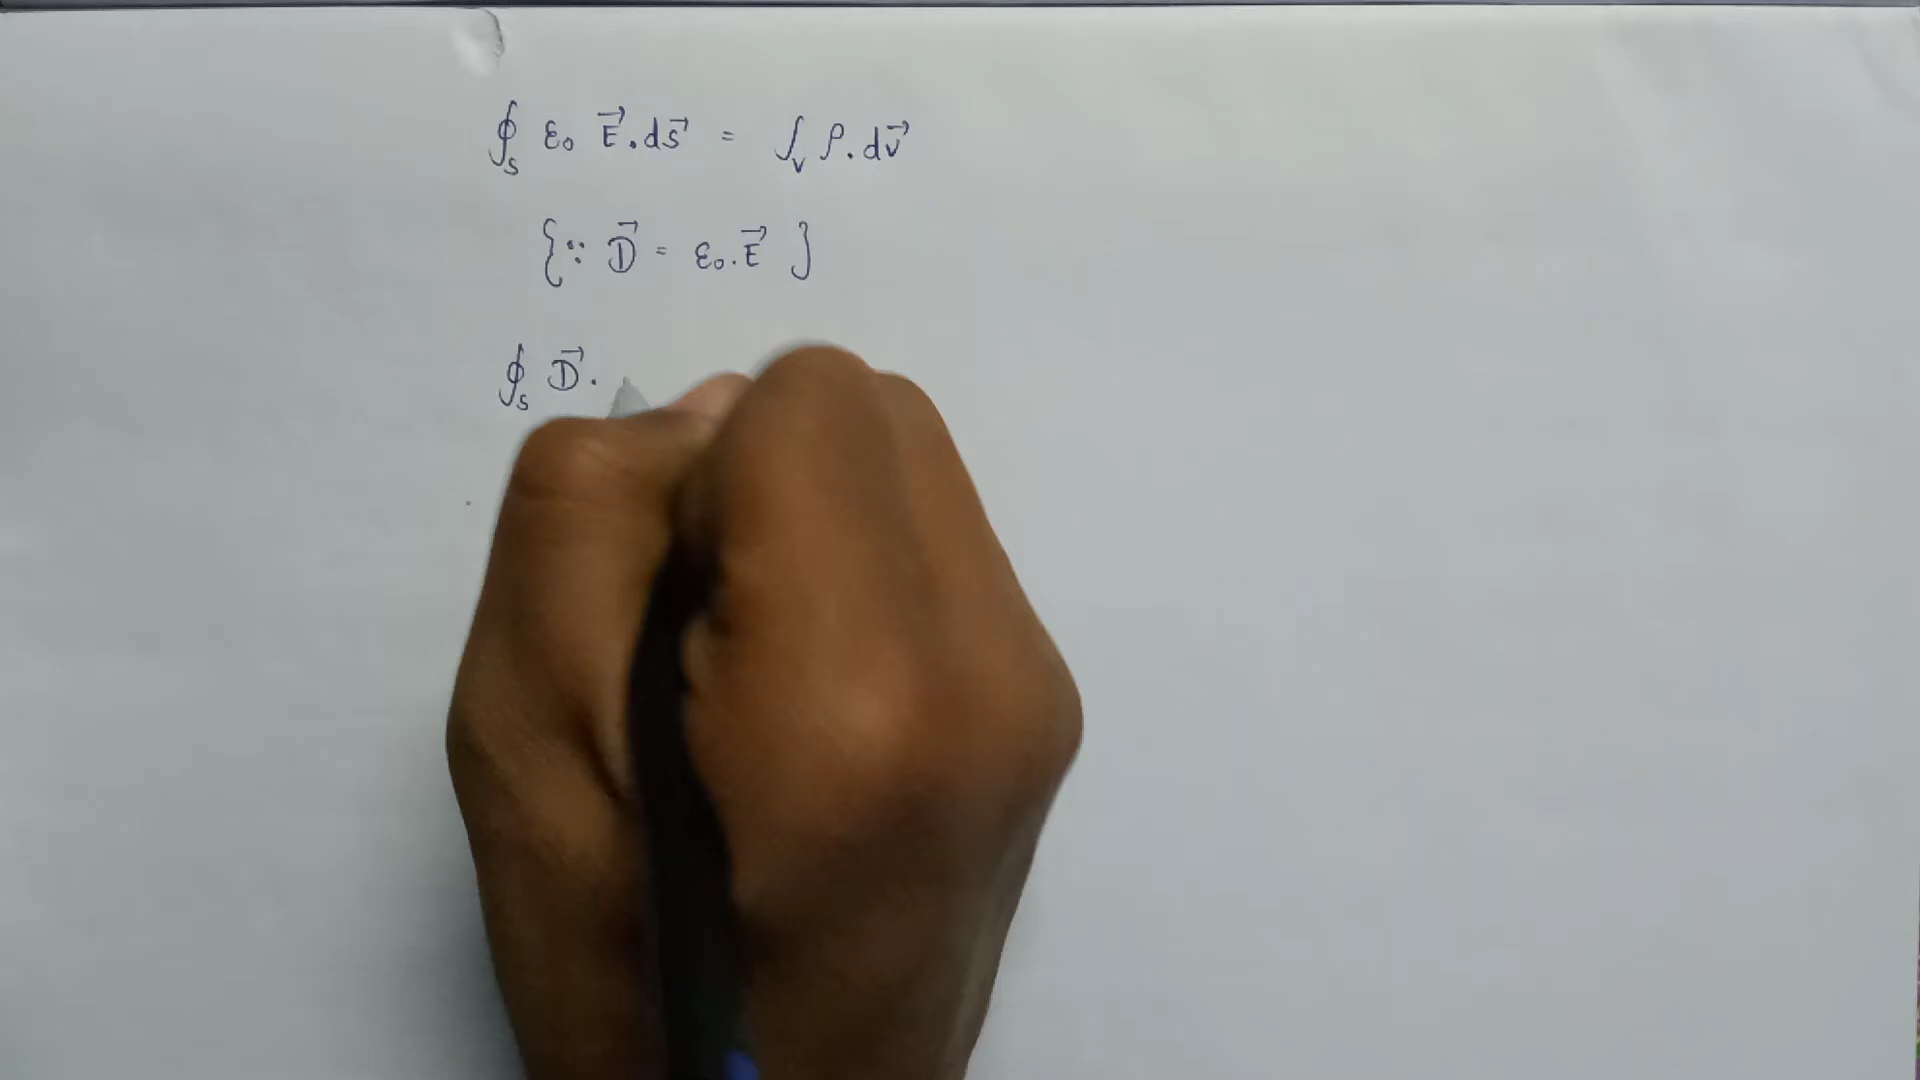 ∮ₛ ε₀ E⃗ . ds⃗ = ∫ᵥ ρ . dv⃗
{∵ D⃗ = ε₀ . E⃗ }
∮ₛ D⃗ .